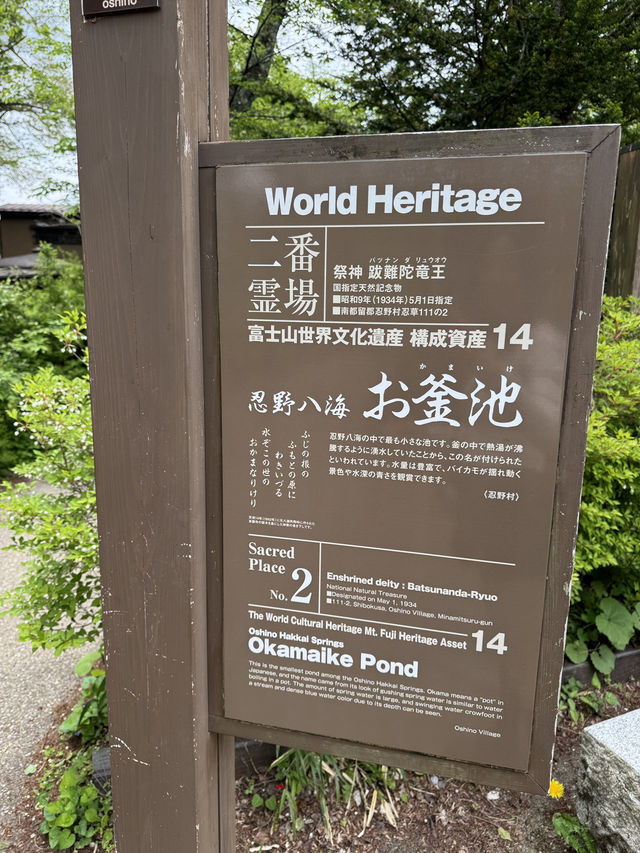 oshino
World Heritage
二番
霊場
バツナンダリュウオウ
祭神 跋難陀竜王
国指定天然記念物
■昭和9年(1934年)5月1日指定
■南都留郡忍野村忍草111の2
富士山世界文化遺産 構成資産 14
かまいけ
忍野八海 お釜池
ふじの根の
ふもとの原に
わきいづる
水ぞこの世の
おかまなりけり
忍野八海の中で最も小さな池です。釜の中で熱湯が沸
騰するように湧水していたことから、この名が付けられた
といわれています。水量は豊富で、バイカモが揺れ動く
景色や水深の青さを観賞できます。
〈忍野村〉
Sacred
Place
No. 2
Enshrined deity : Batsunanda-Ryuo
National Natural Treasure
■Designated on May 1, 1934
■111-2, Shibokusa, Oshino Village, Minamitsuru-gun
The World Cultural Heritage Mt. Fuji Heritage Asset 14
Oshino Hakkai Springs
Okamaike Pond
This is the smallest pond among the Oshino Hakkai Springs. Okama means a "pot" in
Japanese, and the name came from its look of gushing spring water is similar to water
boiling in a pot. The amount of spring water is large, and swinging water crowfoot in
a stream and dense blue water color due to its depth can be seen.
Oshino Village